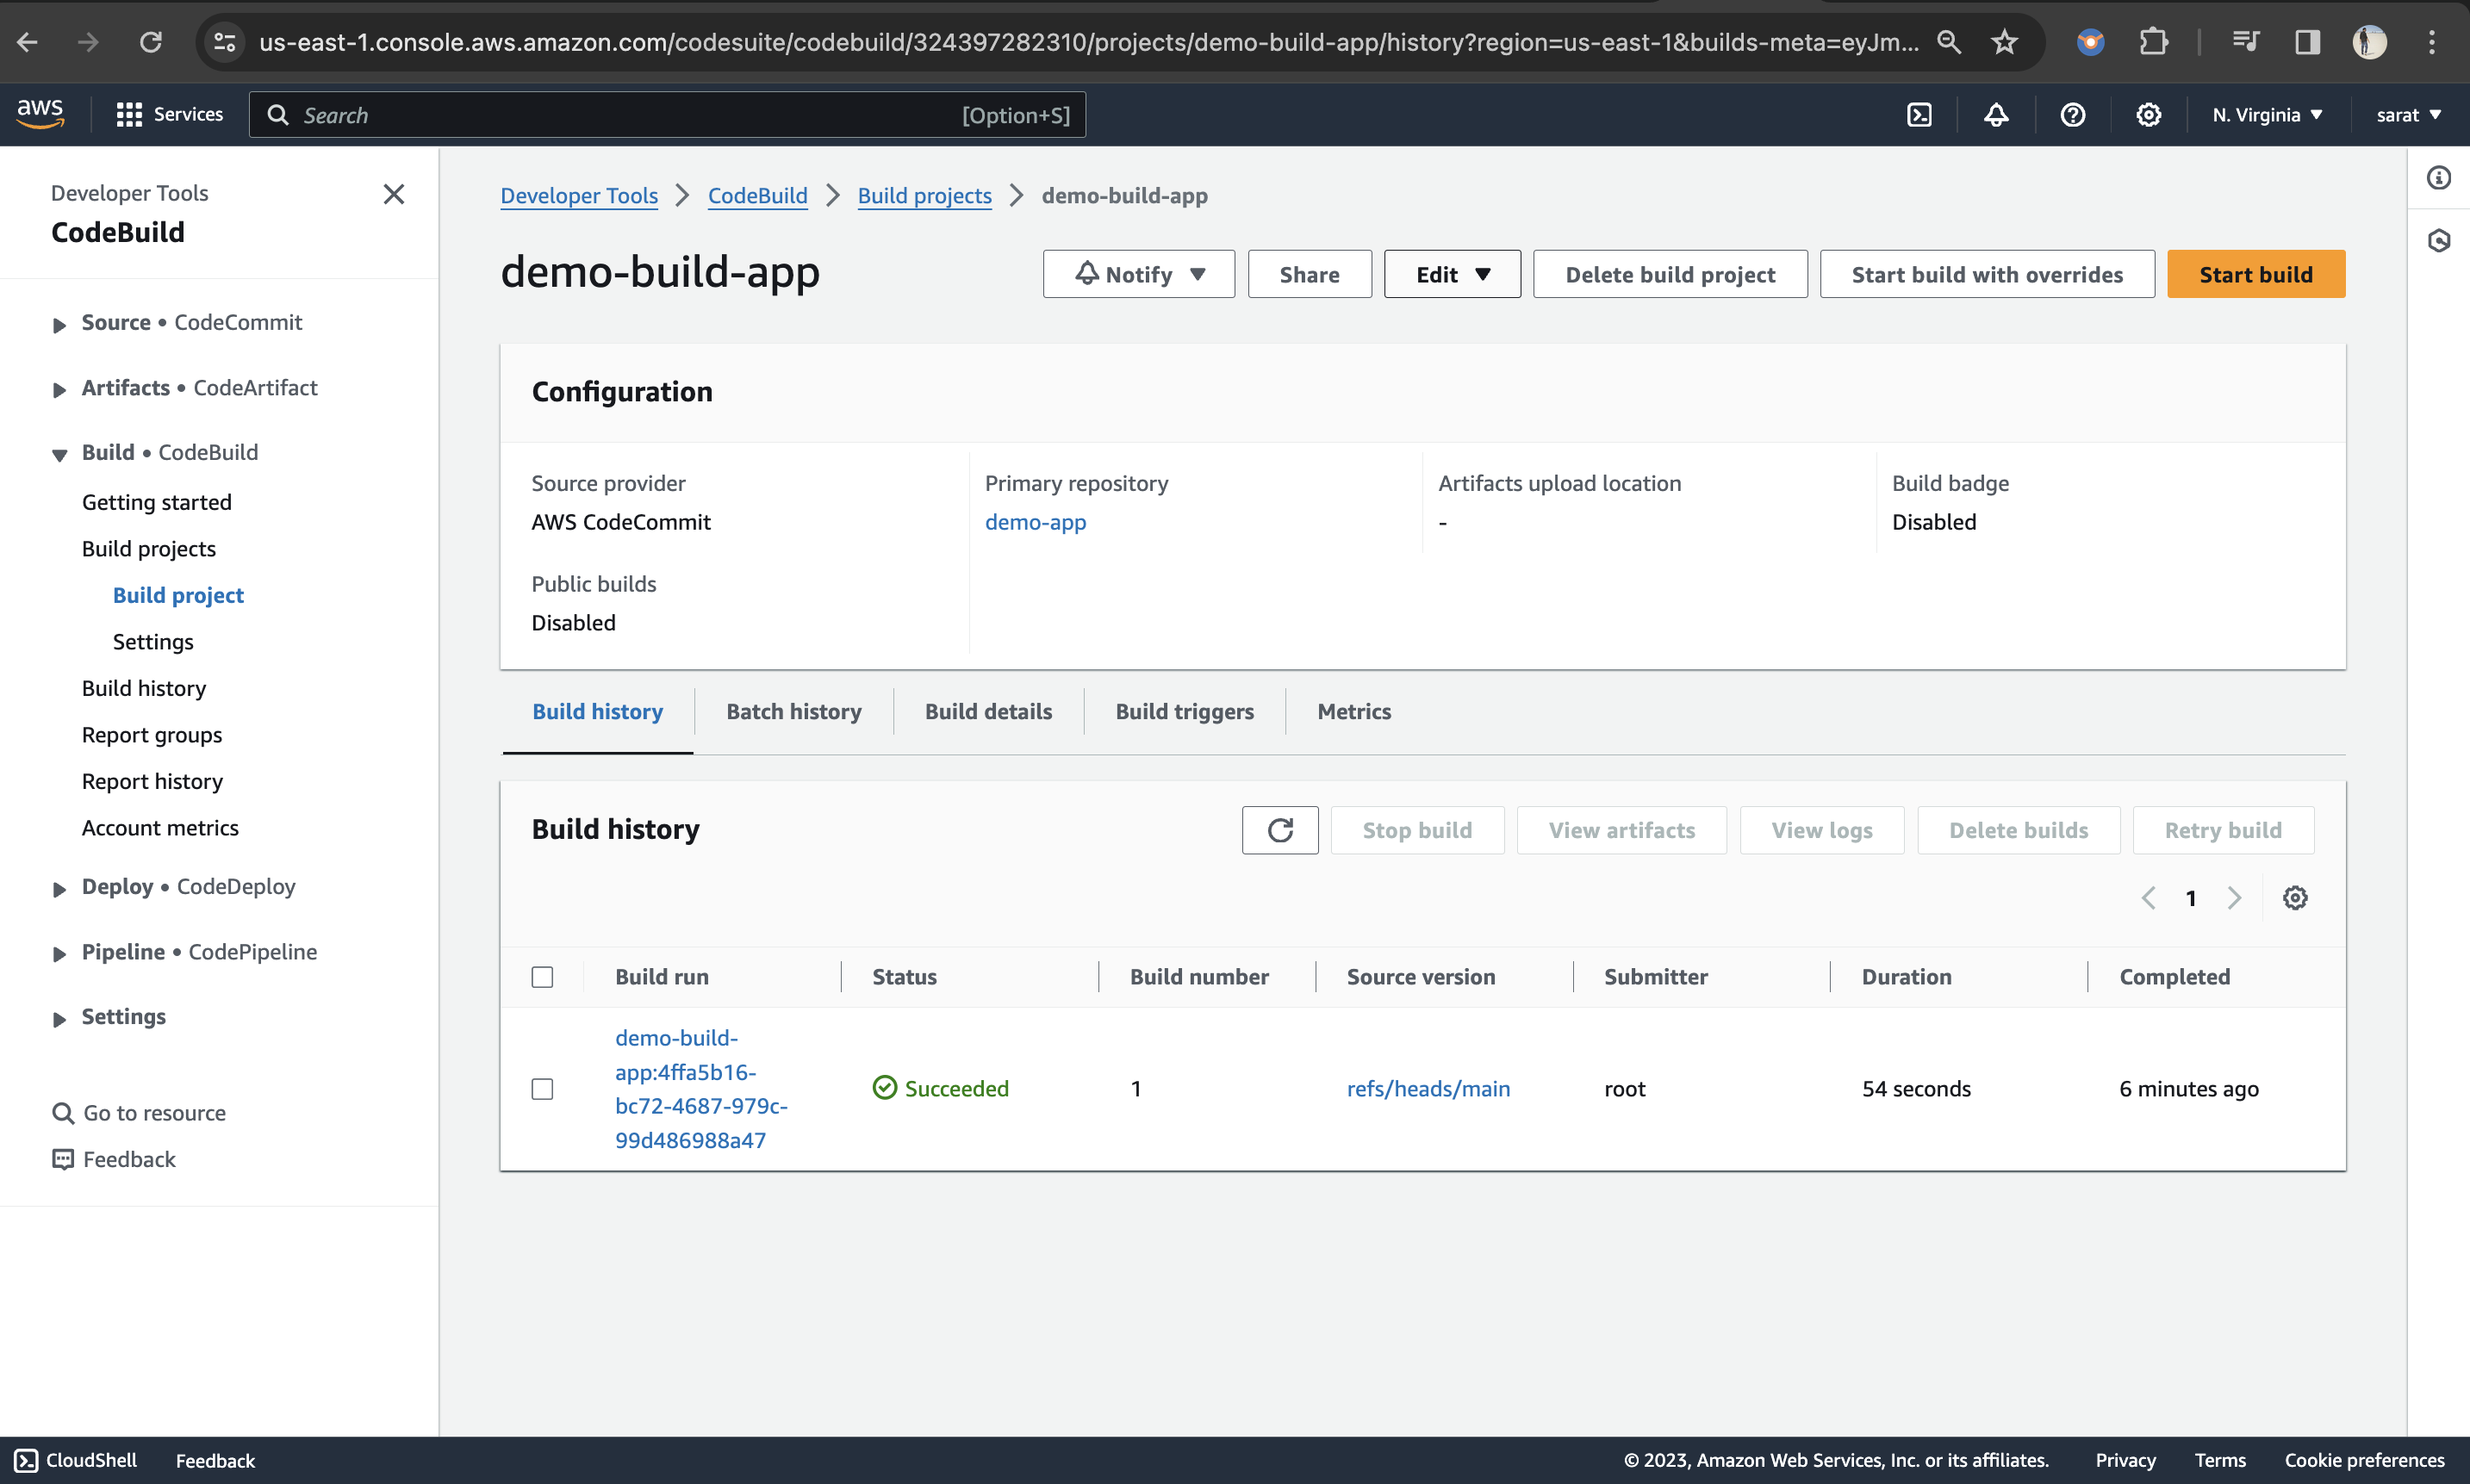 us-east-1.console.aws.amazon.com/codesuite/codebuild/324397282310/projects/demo-build-app/history?region=us-east-1&builds-meta=eyJm...
aws
Services
Search
[Option+S]
N. Virginia
sarat
Developer Tools
CodeBuild
Source • CodeCommit
Artifacts • CodeArtifact
Build • CodeBuild
Getting started
Build projects
Build project
Settings
Build history
Report groups
Report history
Account metrics
Deploy • CodeDeploy
Pipeline • CodePipeline
Settings
Go to resource
Feedback
Developer Tools
CodeBuild
Build projects
demo-build-app
demo-build-app
Notify
Share
Edit
Delete build project
Start build with overrides
Start build
Configuration
Source provider
AWS CodeCommit
Primary repository
demo-app
Artifacts upload location
-
Build badge
Disabled
Public builds
Disabled
Build history
Batch history
Build details
Build triggers
Metrics
Build history
Stop build
View artifacts
View logs
Delete builds
Retry build
1
Build run
Status
Build number
Source version
Submitter
Duration
Completed
demo-build-
app:4ffa5b16-
bc72-4687-979c-
99d486988a47
Succeeded
1
refs/heads/main
root
54 seconds
6 minutes ago
CloudShell
Feedback
© 2023, Amazon Web Services, Inc. or its affiliates.
Privacy
Terms
Cookie preferences